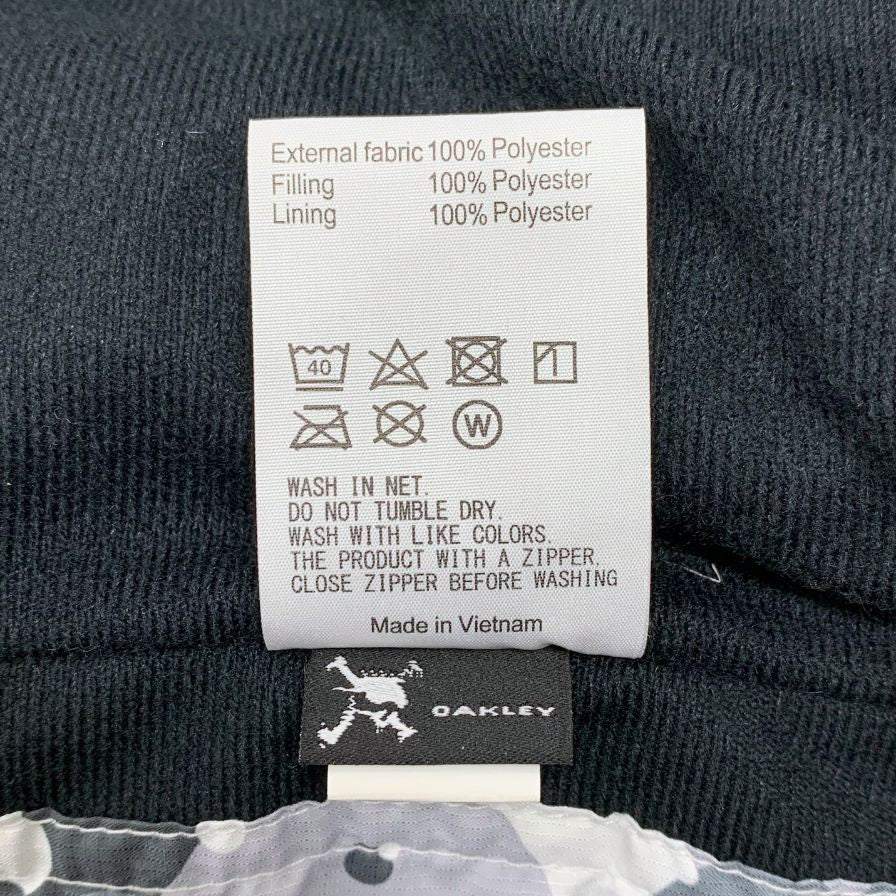 External fabric 100% Polyester
Filling 100% Polyester
Lining 100% Polyester
40
W
WASH IN NET.
DO NOT TUMBLE DRY.
WASH WITH LIKE COLORS.
THE PRODUCT WITH A ZIPPER.
CLOSE ZIPPER BEFORE WASHING
Made in Vietnam
OAKLEY